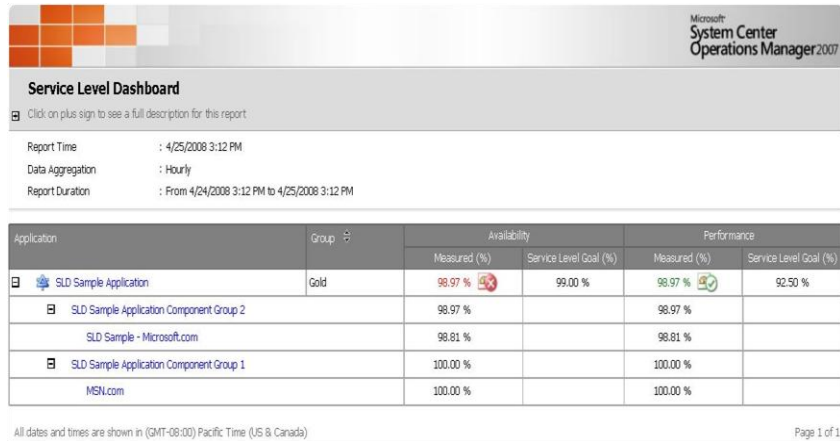 Microsoft
System Center
Operations Manager 2007
Service Level Dashboard
Click on plus sign to see a full description for this report
Report Time : 4/25/2008 3:12 PM
Data Aggregation : Hourly
Report Duration : From 4/24/2008 3:12 PM to 4/25/2008 3:12 PM
Application Group Availability Performance
Measured (%) Service Level Goal (%) Measured (%) Service Level Goal (%)
SLD Sample Application Gold 98.97 % 99.00 % 98.97 % 92.50 %
SLD Sample Application Component Group 2 98.97 % 98.97 %
SLD Sample - Microsoft.com 98.81 % 98.81 %
SLD Sample Application Component Group 1 100.00 % 100.00 %
MSN.com 100.00 % 100.00 %
All dates and times are shown in (GMT-08:00) Pacific Time (US & Canada) Page 1 of 1